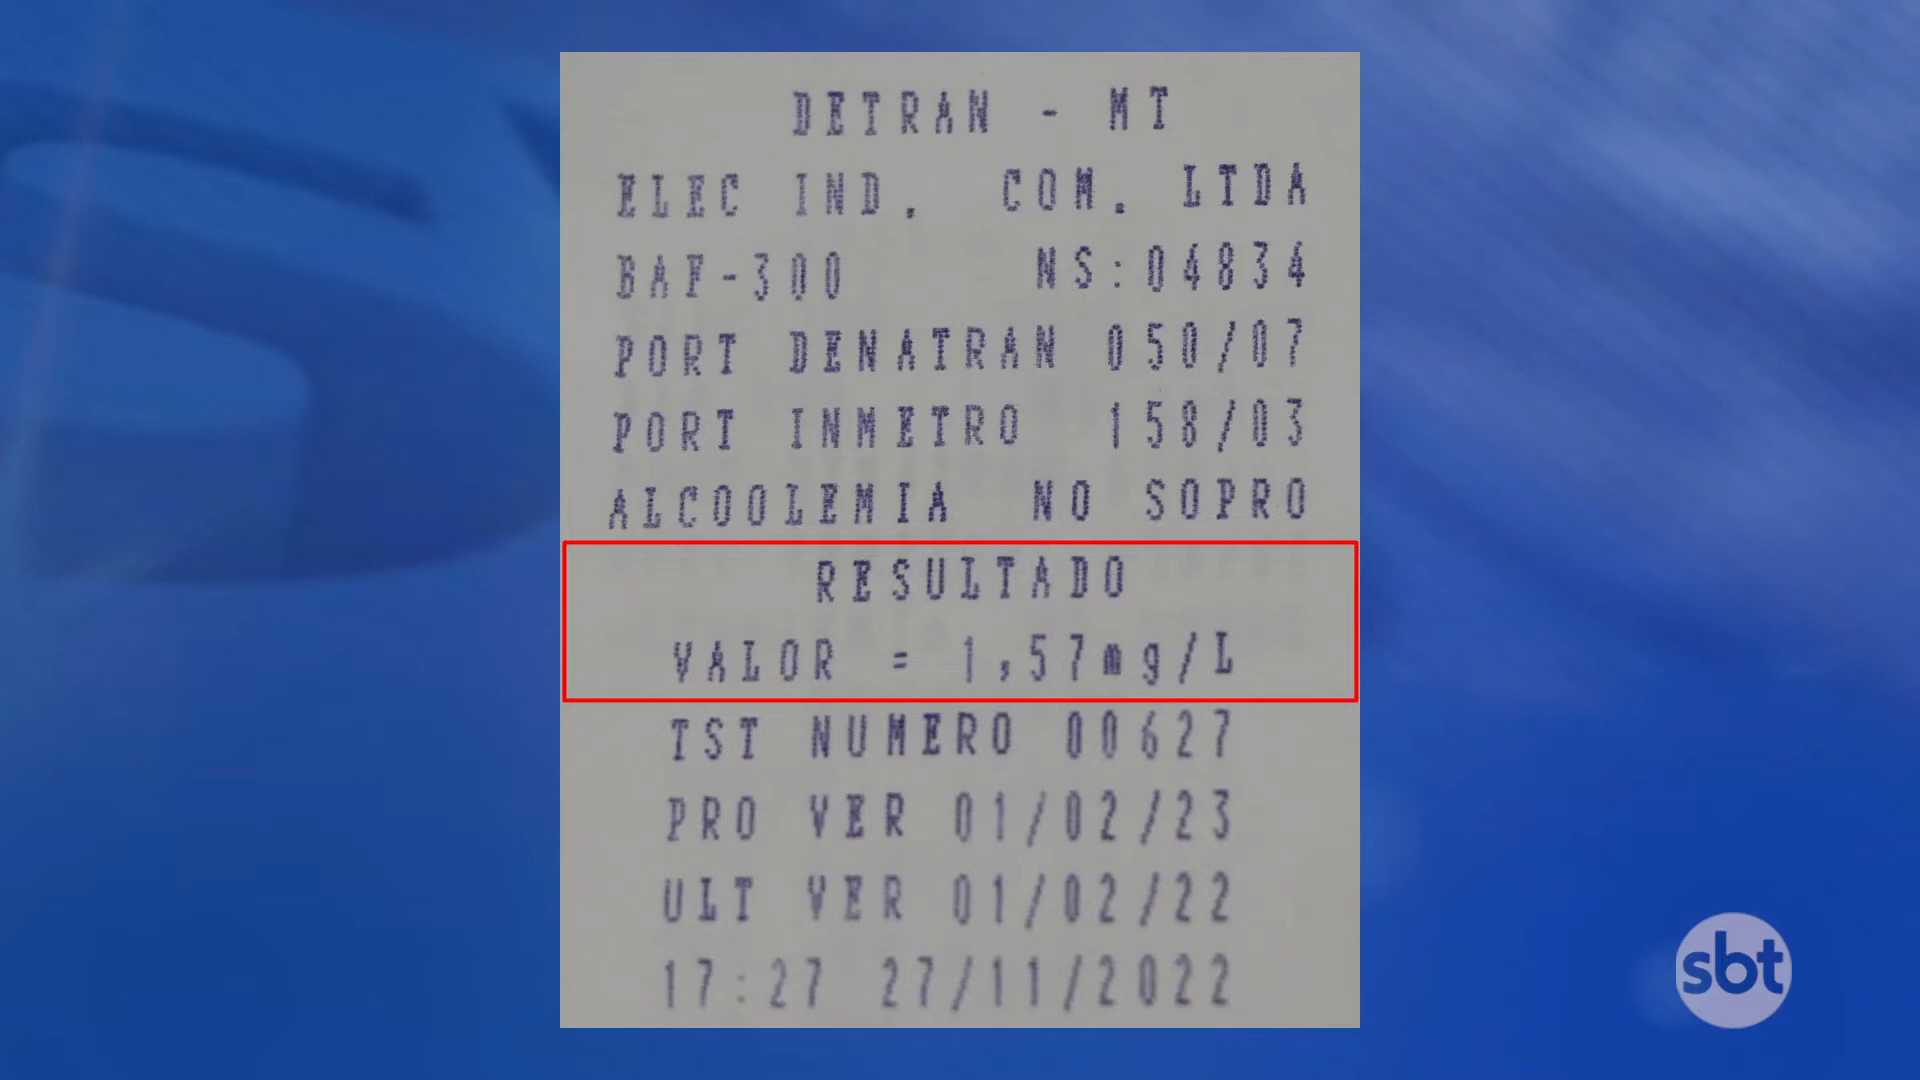 DETRAN - MT
ELEC IND. COM. LTDA
BAF-300 NS:04834
PORT DENATRAN 050/07
PORT INMETRO 158/03
ALCOOLEMIA NO SOPRO
RESULTADO
VALOR = 1,57mg/L
TST NUMERO 00627
PRO VER 01/02/23
ULT VER 01/02/22
17:27 27/11/2022
sbt